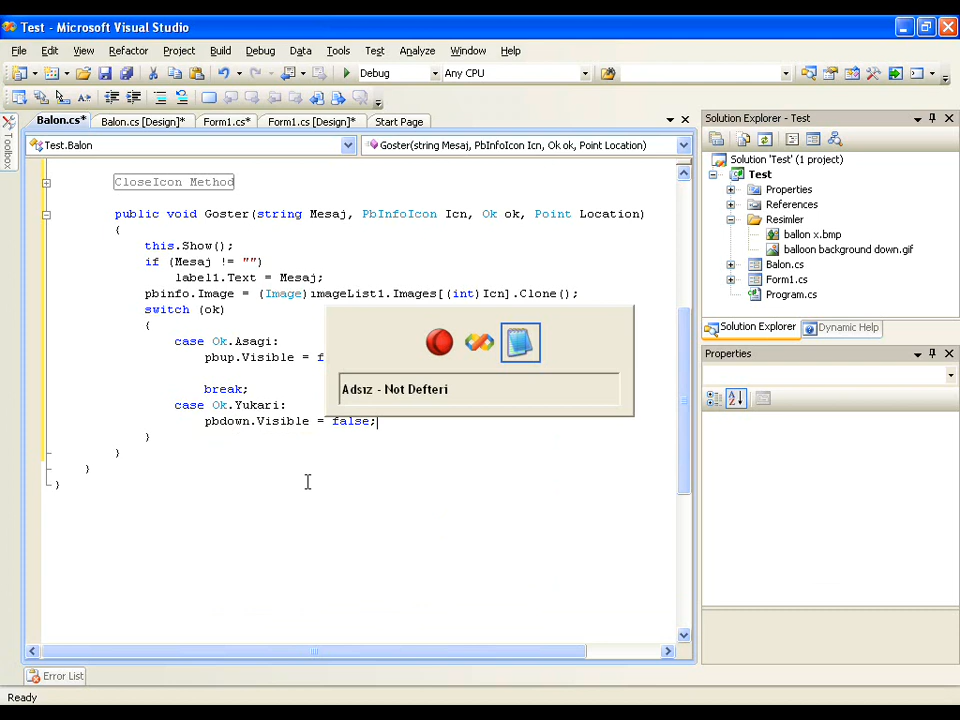 Test - Microsoft Visual Studio
File Edit View Refactor Project Build Debug Data Tools Test Analyze Window Help
Debug Any CPU
Balon.cs* Balon.cs [Design]* Form1.cs* Form1.cs [Design]* Start Page
Toolbox
Test.Balon Goster(string Mesaj, PbInfoIcon Icn, Ok ok, Point Location)
CloseIcon Method
public void Goster(string Mesaj, PbInfoIcon Icn, Ok ok, Point Location)
{
this.Show();
if (Mesaj != "")
label1.Text = Mesaj;
pbinfo.Image = (Image)imageList1.Images[(int)Icn].Clone();
switch (ok)
{
case Ok.Asagi:
pbup.Visible = f
break;
case Ok.Yukari:
pbdown.Visible = false;
}
}
}
}
Adsız - Not Defteri
Error List
Solution Explorer - Test
Solution 'Test' (1 project)
Test
Properties
References
Resimler
ballon x.bmp
balloon background down.gif
Balon.cs
Form1.cs
Program.cs
Solution Explorer Dynamic Help
Properties
Ready